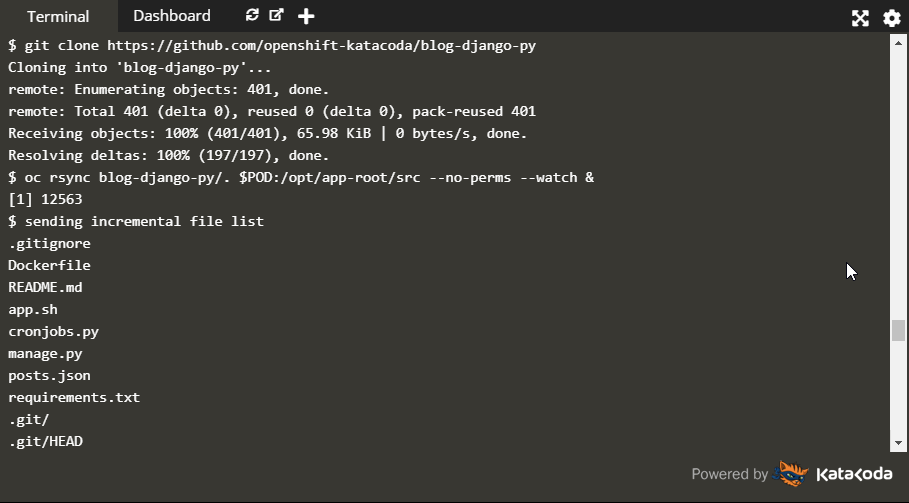 Terminal
Dashboard
$ git clone https://github.com/openshift-katacoda/blog-django-py
Cloning into 'blog-django-py'...
remote: Enumerating objects: 401, done.
remote: Total 401 (delta 0), reused 0 (delta 0), pack-reused 401
Receiving objects: 100% (401/401), 65.98 KiB | 0 bytes/s, done.
Resolving deltas: 100% (197/197), done.
$ oc rsync blog-django-py/. $POD:/opt/app-root/src --no-perms --watch &
[1] 12563
$ sending incremental file list
.gitignore
Dockerfile
README.md
app.sh
cronjobs.py
manage.py
posts.json
requirements.txt
.git/
.git/HEAD
Powered by KataKoda